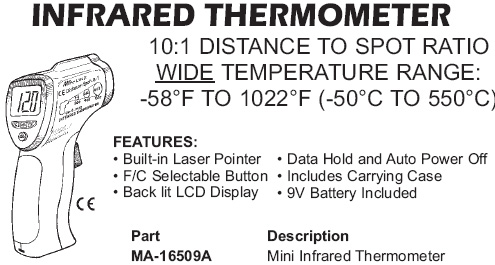 INFRARED THERMOMETER
10:1 DISTANCE TO SPOT RATIO
WIDE TEMPERATURE RANGE:
-58°F TO 1022°F (-50°C TO 550°C)
120
CE
FEATURES:
• Built-in Laser Pointer • Data Hold and Auto Power Off
• F/C Selectable Button • Includes Carrying Case
• Back lit LCD Display • 9V Battery Included
Part Description
MA-16509A Mini Infrared Thermometer